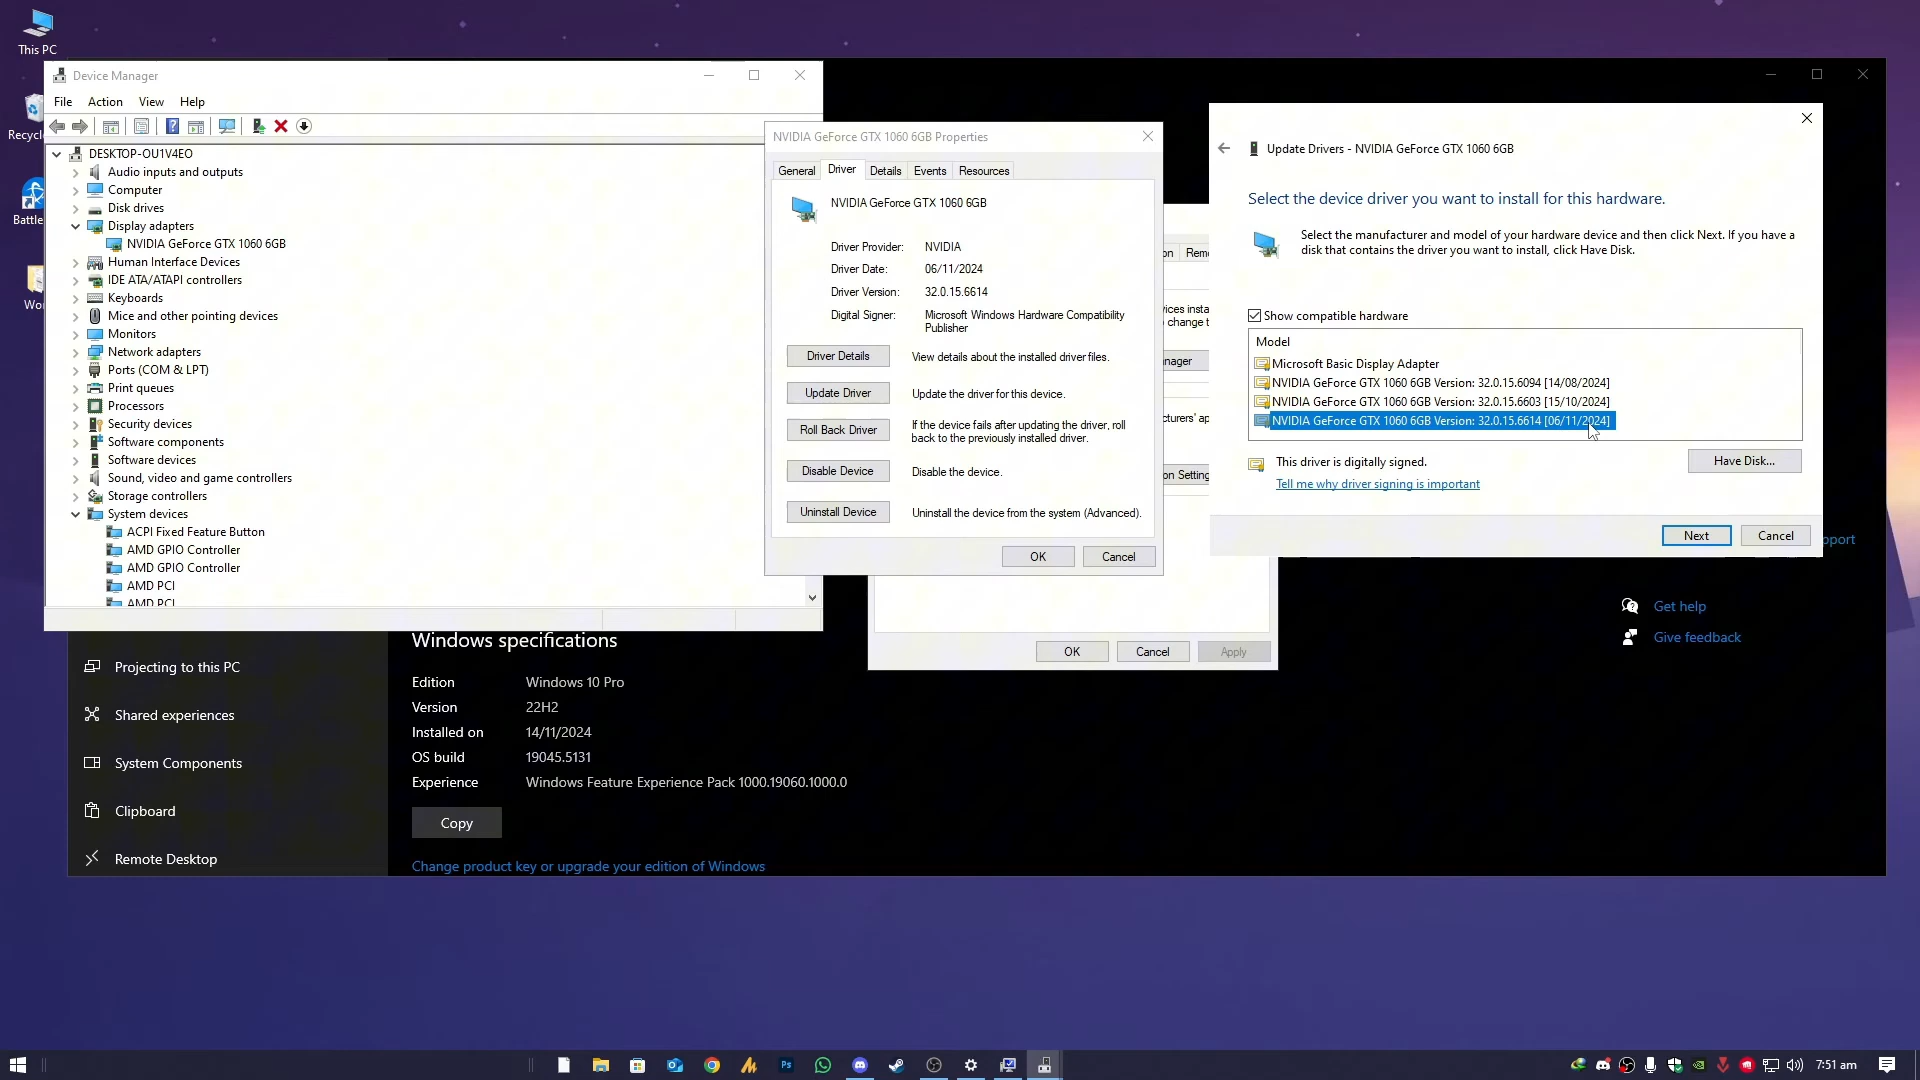 This PC
Recycl
Battle
Wor
Device Manager
File Action View Help
DESKTOP-OU1V4EO
Audio inputs and outputs
Computer
Disk drives
Display adapters
NVIDIA GeForce GTX 1060 6GB
Human Interface Devices
IDE ATA/ATAPI controllers
Keyboards
Mice and other pointing devices
Monitors
Network adapters
Ports (COM & LPT)
Print queues
Processors
Security devices
Software components
Software devices
Sound, video and game controllers
Storage controllers
System devices
ACPI Fixed Feature Button
AMD GPIO Controller
AMD GPIO Controller
AMD PCI
AMD PCI
NVIDIA GeForce GTX 1060 6GB Properties
General Driver Details Events Resources
NVIDIA GeForce GTX 1060 6GB
Driver Provider: NVIDIA
Driver Date: 06/11/2024
Driver Version: 32.0.15.6614
Digital Signer: Microsoft Windows Hardware Compatibility
Publisher
Driver Details View details about the installed driver files.
Update Driver Update the driver for this device.
Roll Back Driver If the device fails after updating the driver, roll
back to the previously installed driver.
Disable Device Disable the device.
Uninstall Device Uninstall the device from the system (Advanced).
OK Cancel
on Remo
ices insta
change t
nager
cturers' ap
on Setting
OK Cancel Apply
Update Drivers - NVIDIA GeForce GTX 1060 6GB
Select the device driver you want to install for this hardware.
Select the manufacturer and model of your hardware device and then click Next. If you have a
disk that contains the driver you want to install, click Have Disk.
Show compatible hardware
Model
Microsoft Basic Display Adapter
NVIDIA GeForce GTX 1060 6GB Version: 32.0.15.6094 [14/08/2024]
NVIDIA GeForce GTX 1060 6GB Version: 32.0.15.6603 [15/10/2024]
NVIDIA GeForce GTX 1060 6GB Version: 32.0.15.6614 [06/11/2024]
This driver is digitally signed.
Have Disk...
Tell me why driver signing is important
Next Cancel
pport
Get help
Give feedback
Projecting to this PC
Shared experiences
System Components
Clipboard
Remote Desktop
Windows specifications
Edition Windows 10 Pro
Version 22H2
Installed on 14/11/2024
OS build 19045.5131
Experience Windows Feature Experience Pack 1000.19060.1000.0
Copy
Change product key or upgrade your edition of Windows
Ps
7:51 am